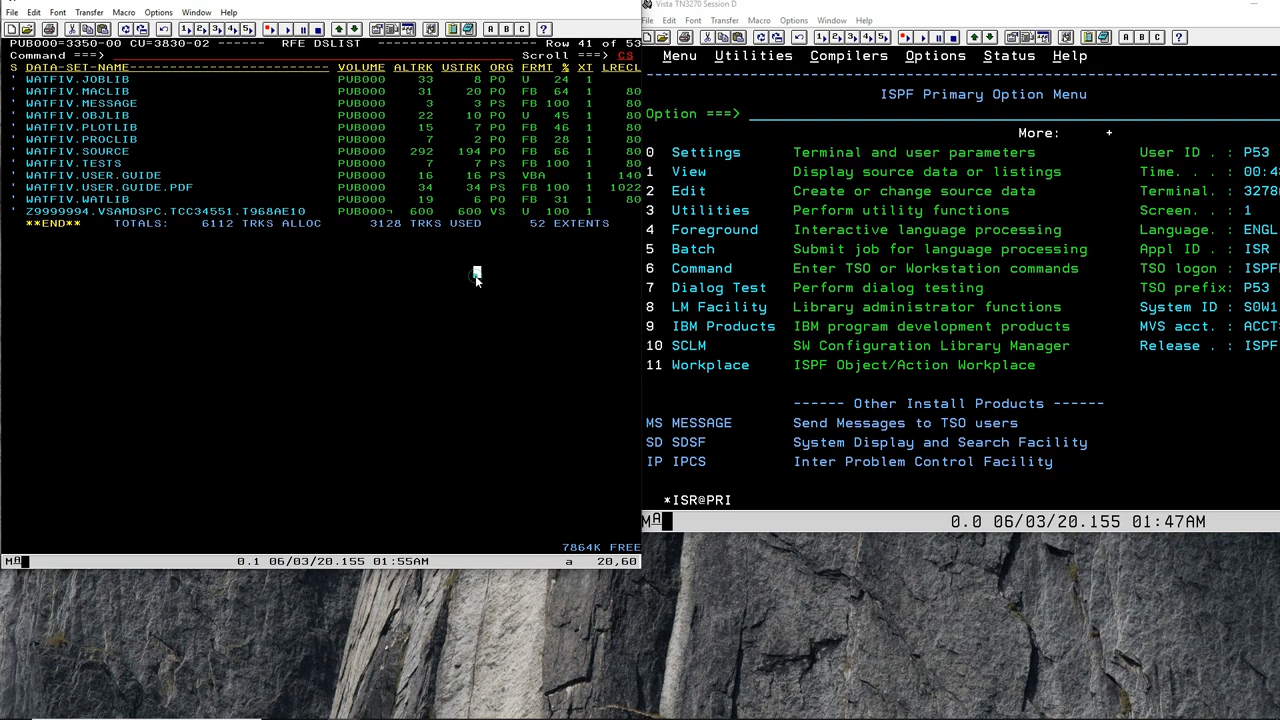 File Edit Font Transfer Macro Options Window Help
PUB000=3350-00 CU=3830-02 ------ RFE DSLIST ---------------- Row 41 of 53
Command ===> Scroll ===> CS
S DATA-SET-NAME------------------------------- VOLUME ALTRK USTRK ORG FRMT % XT LRECL
' WATFIV.JOBLIB PUB000 33 8 PO U 24 1
' WATFIV.MACLIB PUB000 31 20 PO FB 64 1 80
' WATFIV.MESSAGE PUB000 3 3 PS FB 100 1 80
' WATFIV.OBJLIB PUB000 22 10 PO U 45 1 80
' WATFIV.PLOTLIB PUB000 15 7 PO FB 46 1 80
' WATFIV.PROCLIB PUB000 7 2 PO FB 28 1 80
' WATFIV.SOURCE PUB000 292 194 PO FB 66 1 80
' WATFIV.TESTS PUB000 7 7 PS FB 100 1 80
' WATFIV.USER.GUIDE PUB000 16 16 PS VBA 1 140
' WATFIV.USER.GUIDE.PDF PUB000 34 34 PS FB 100 1 1022
' WATFIV.WATLIB PUB000 19 6 PO FB 31 1 80
' Z9999994.VSAMDSPC.TCC34551.T968AE10 PUB000¬ 600 600 VS U 100 1
**END** TOTALS: 6112 TRKS ALLOC 3128 TRKS USED 52 EXTENTS
7864K FREE
MA 0.1 06/03/20.155 01:55AM a 20,60
Vista TN3270 Session D
File Edit Font Transfer Macro Options Window Help
Menu Utilities Compilers Options Status Help
ISPF Primary Option Menu
Option ===>
More: +
0 Settings Terminal and user parameters User ID . : P53
1 View Display source data or listings Time. . . : 00:4
2 Edit Create or change source data Terminal. : 3278
3 Utilities Perform utility functions Screen. . : 1
4 Foreground Interactive language processing Language. : ENGL
5 Batch Submit job for language processing Appl ID . : ISR
6 Command Enter TSO or Workstation commands TSO logon : ISPF
7 Dialog Test Perform dialog testing TSO prefix: P53
8 LM Facility Library administrator functions System ID : S0W1
9 IBM Products IBM program development products MVS acct. : ACCT
10 SCLM SW Configuration Library Manager Release . : ISPF
11 Workplace ISPF Object/Action Workplace
------ Other Install Products ------
MS MESSAGE Send Messages to TSO users
SD SDSF System Display and Search Facility
IP IPCS Inter Problem Control Facility
*ISR@PRI
MA 0.0 06/03/20.155 01:47AM